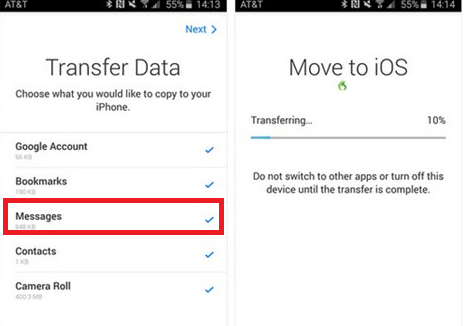 AT&T 55% 14:13
Next
Transfer Data
Choose what you would like to copy to your
iPhone.
Google Account
66 KB
Bookmarks
190 KB
Messages
648 KB
Contacts
1 KB
Camera Roll
400.3 MB
AT&T 55% 14:14
Move to iOS
Transferring... 10%
Do not switch to other apps or turn off this
device until the transfer is complete.